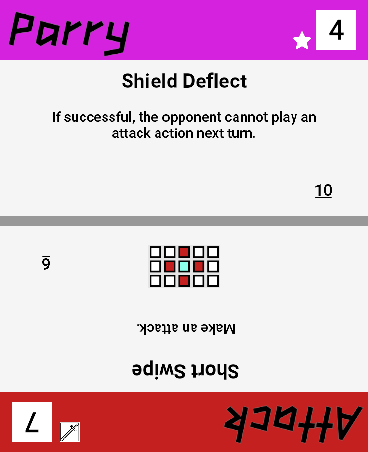 Parry
4
Shield Deflect
If successful, the opponent cannot play an
attack action next turn.
10
Attack
7
Short Swipe
Make an attack.
9